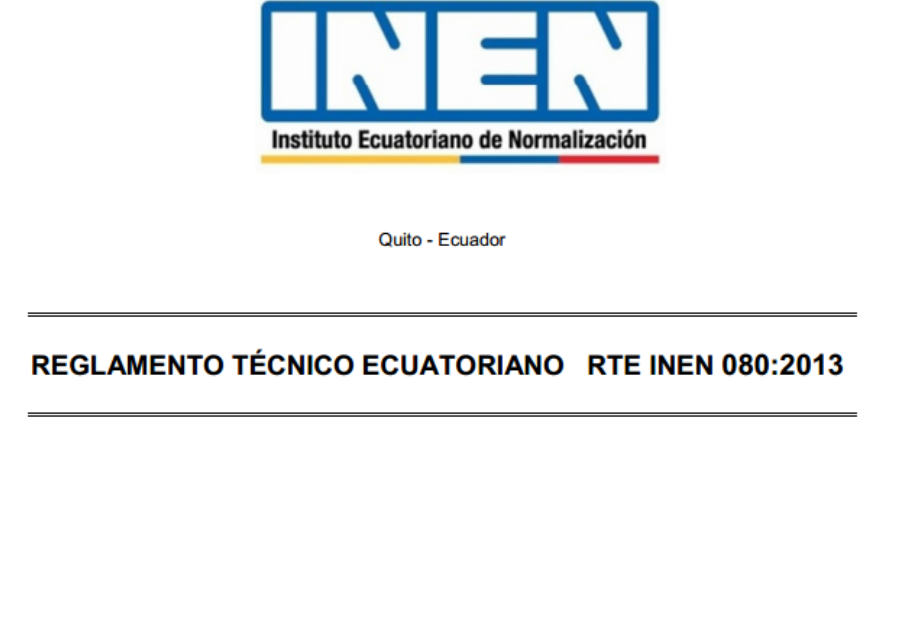 INEN
Instituto Ecuatoriano de Normalización
Quito - Ecuador
REGLAMENTO TÉCNICO ECUATORIANO RTE INEN 080:2013